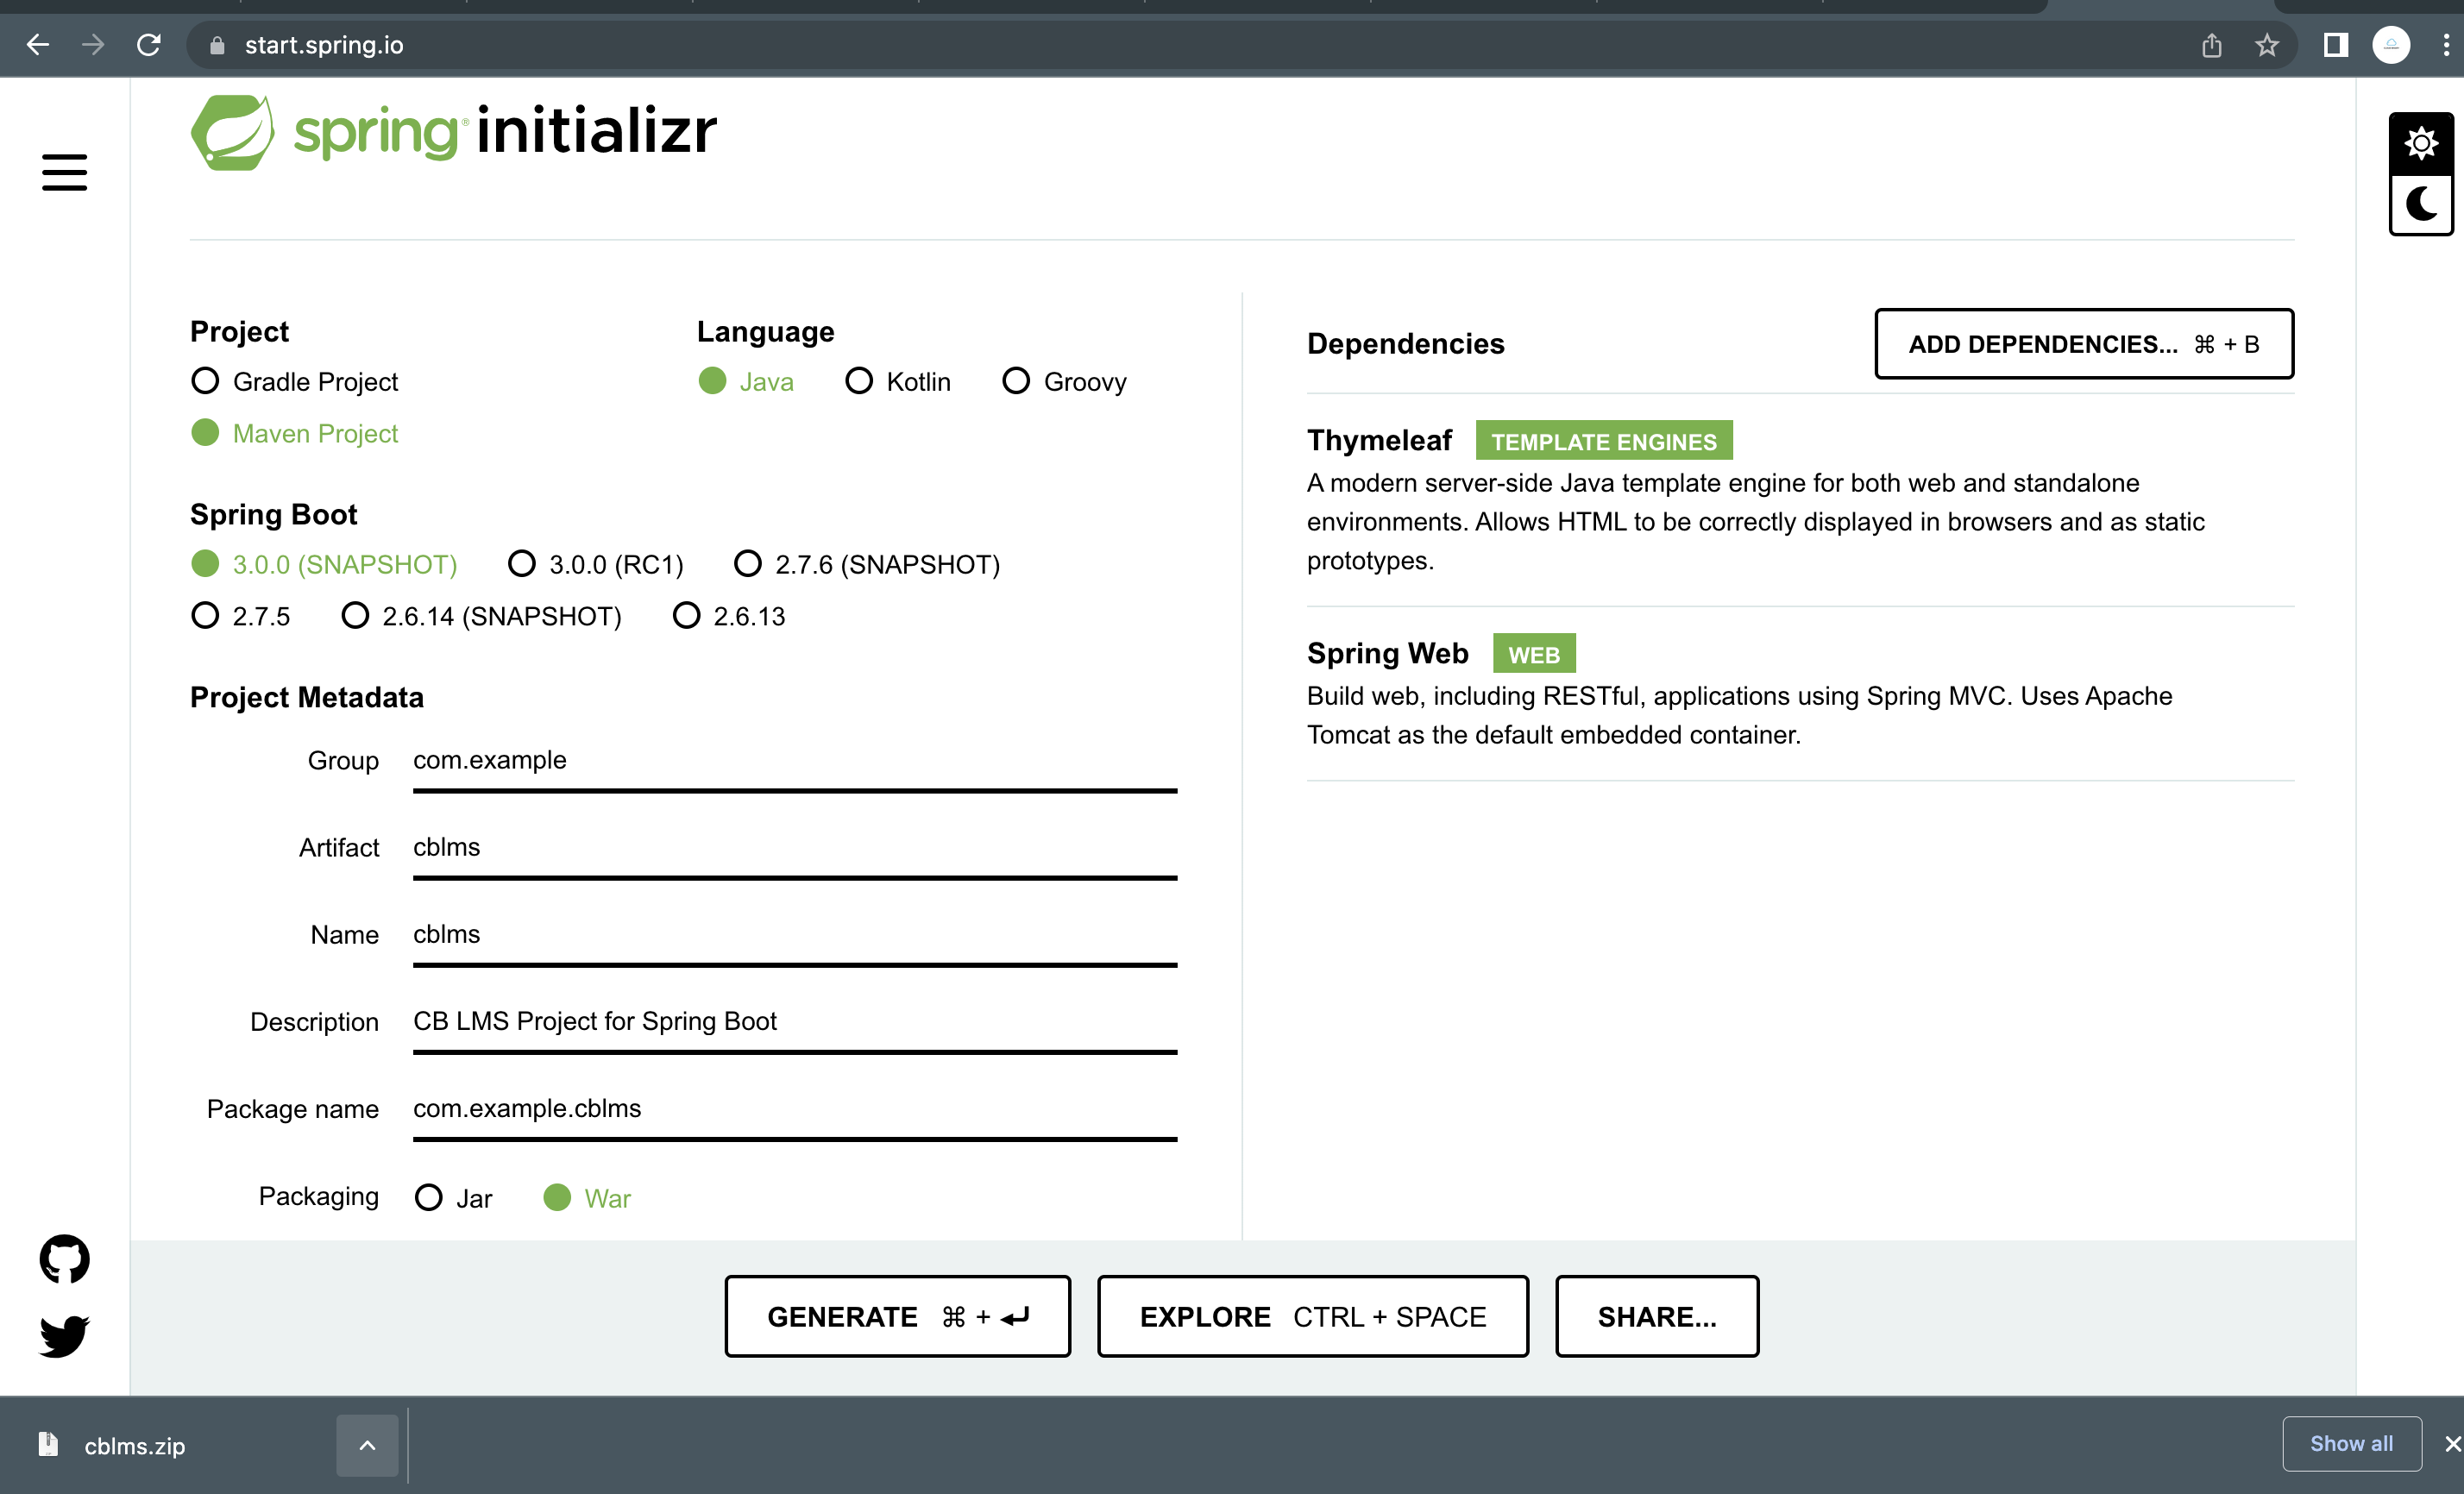 start.spring.io
spring® initializr
Project
Gradle Project
Maven Project
Language
Java Kotlin Groovy
Spring Boot
3.0.0 (SNAPSHOT) 3.0.0 (RC1) 2.7.6 (SNAPSHOT)
2.7.5 2.6.14 (SNAPSHOT) 2.6.13
Project Metadata
Group com.example
Artifact cblms
Name cblms
Description CB LMS Project for Spring Boot
Package name com.example.cblms
Packaging Jar War
Dependencies
ADD DEPENDENCIES... ⌘ + B
Thymeleaf TEMPLATE ENGINES
A modern server-side Java template engine for both web and standalone
environments. Allows HTML to be correctly displayed in browsers and as static
prototypes.
Spring Web WEB
Build web, including RESTful, applications using Spring MVC. Uses Apache
Tomcat as the default embedded container.
GENERATE ⌘ + ↵
EXPLORE CTRL + SPACE
SHARE...
cblms.zip
Show all